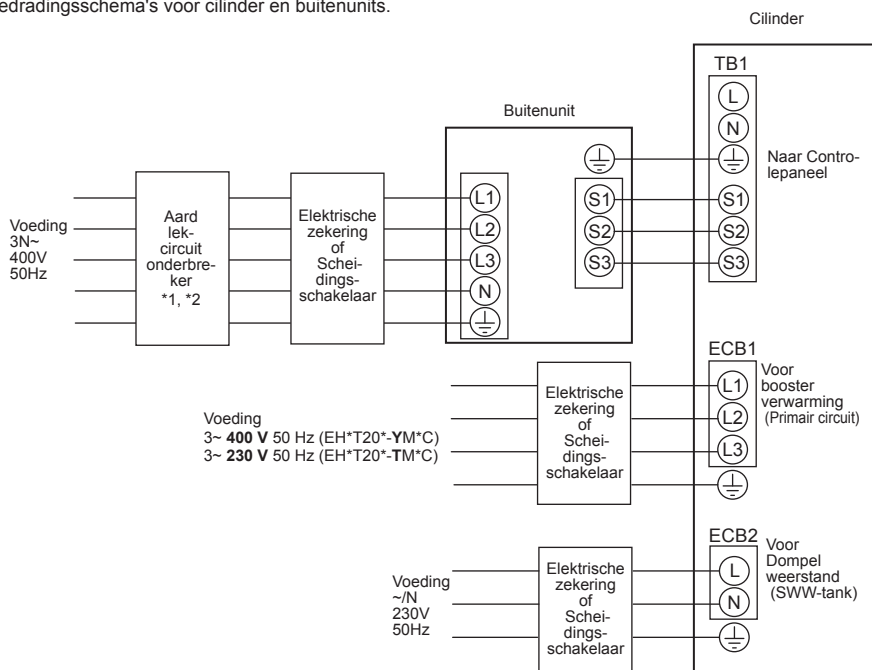 edradingsschema's voor cilinder en buitenunits.
Cilinder
TB1
L
N
Naar Contro-
lepaneel
S1
S2
S3
Buitenunit
L1
L2
L3
N
S1
S2
S3
Voeding
3N~
400V
50Hz
Aard
lek-
circuit
onderbre-
ker
*1, *2
Elektrische
zekering
of
Schei-
dings-
schakelaar
ECB1
L1
L2
L3
Voor
booster
verwarming
(Primair circuit)
Elektrische
zekering
of
Schei-
dings-
schakelaar
Voeding
3~ 400 V 50 Hz (EH*T20*-YM*C)
3~ 230 V 50 Hz (EH*T20*-TM*C)
ECB2
L
N
Voor
Dompel
weerstand
(SWW-tank)
Elektrische
zekering
of
Schei-
dings-
schakelaar
Voeding
~/N
230V
50Hz